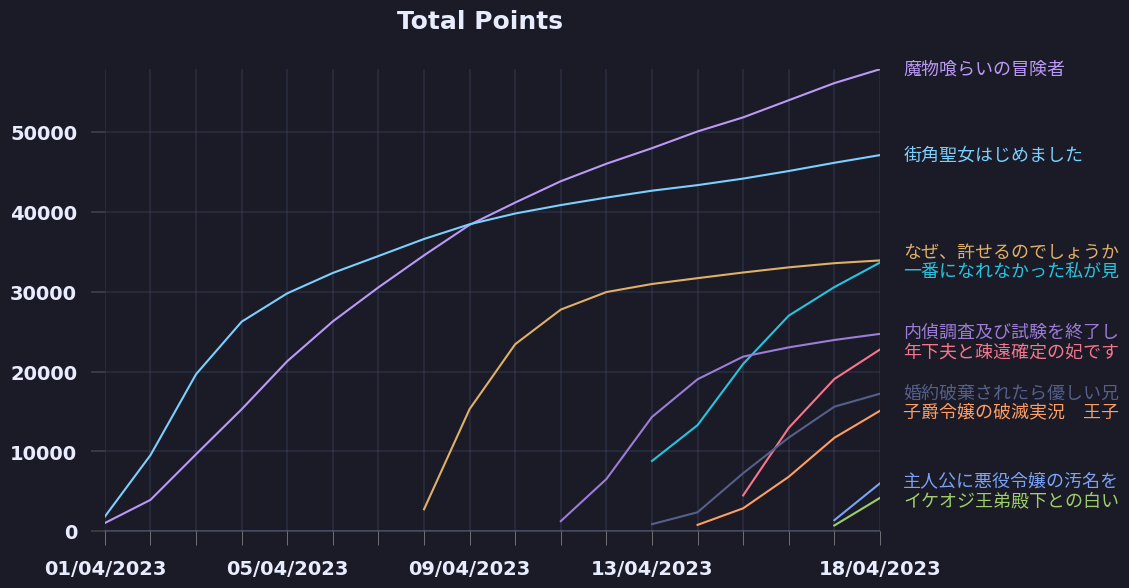 Total Points
魔物喰らいの冒険者
50000
街角聖女はじめました
40000
なぜ、許せるのでしょうか
一番になれなかった私が見
30000
内偵調査及び試験を終了し
年下夫と疎遠確定の妃です
20000
婚約破棄されたら優しい兄
子爵令嬢の破滅実況　王子
10000
主人公に悪役令嬢の汚名を
イケオジ王弟殿下との白い
0
01/04/2023
05/04/2023
09/04/2023
13/04/2023
18/04/2023